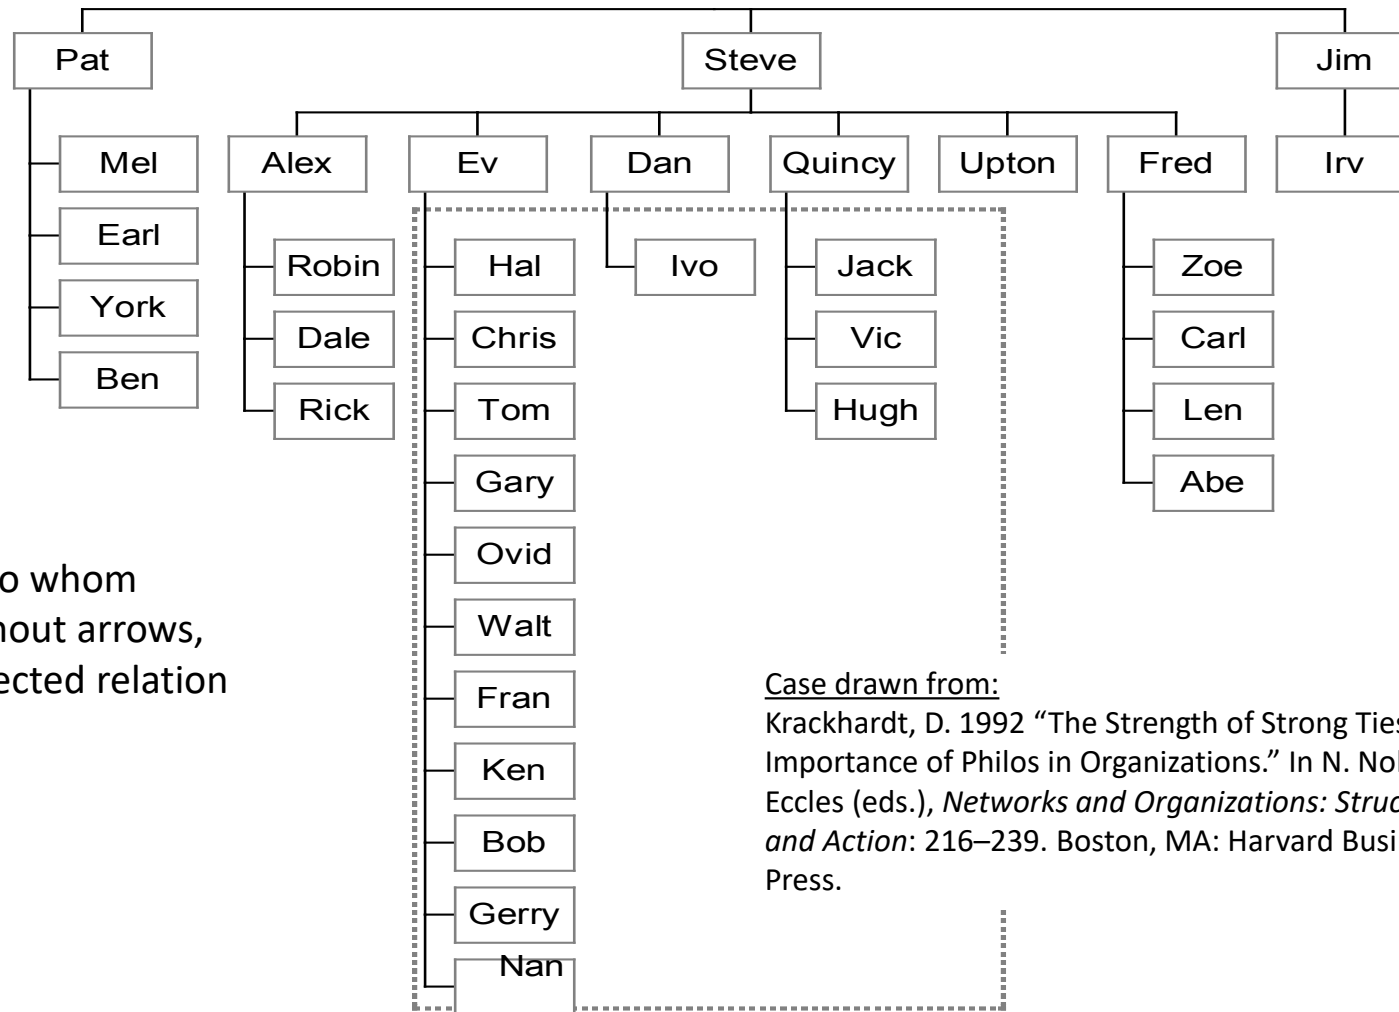 Pat
Steve
Jim
Mel
Earl
York
Ben
Alex
Robin
Dale
Rick
Ev
Hal
Chris
Tom
Gary
Ovid
Walt
Fran
Ken
Bob
Gerry
Nan
Dan
Ivo
Quincy
Jack
Vic
Hugh
Upton
Fred
Zoe
Carl
Len
Abe
Irv
o whom
nout arrows,
ected relation
Case drawn from:
Krackhardt, D. 1992 “The Strength of Strong Ties
Importance of Philos in Organizations.” In N. Nol
Eccles (eds.), Networks and Organizations: Struc
and Action: 216–239. Boston, MA: Harvard Busi
Press.